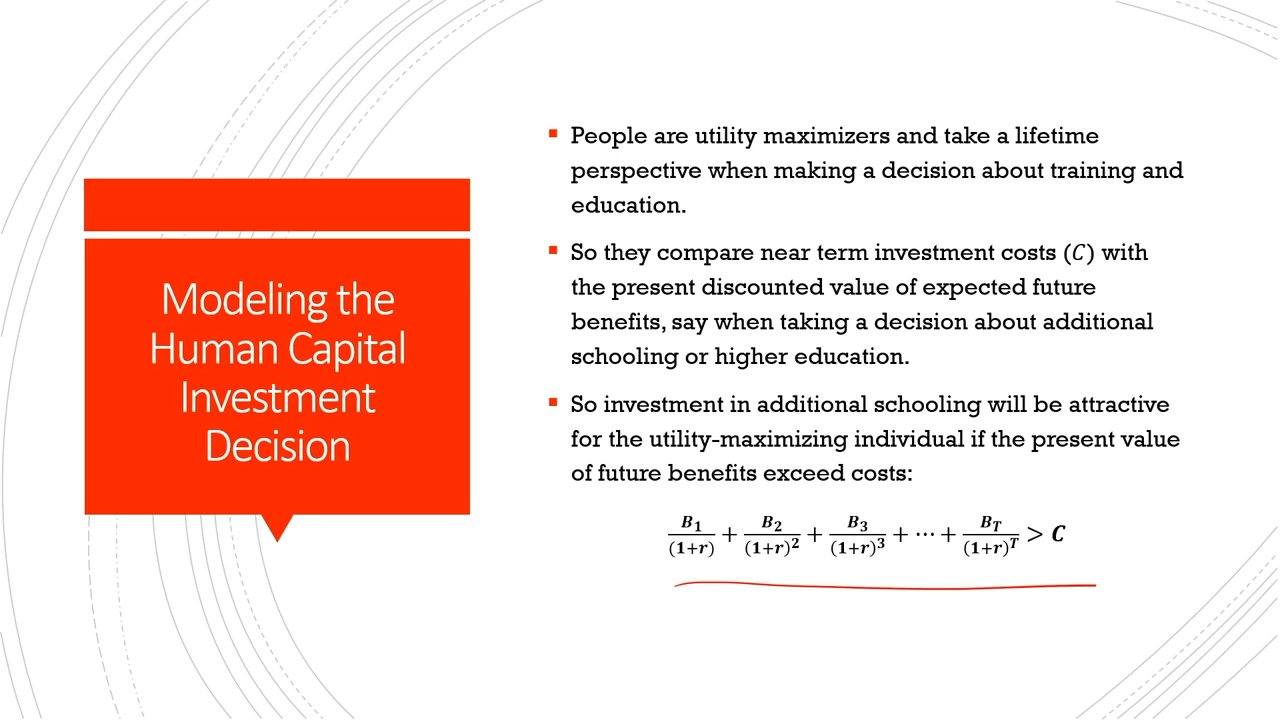 Modeling the
Human Capital
Investment
Decision
▪ People are utility maximizers and take a lifetime
perspective when making a decision about training and
education.
▪ So they compare near term investment costs (𝐶) with
the present discounted value of expected future
benefits, say when taking a decision about additional
schooling or higher education.
▪ So investment in additional schooling will be attractive
for the utility-maximizing individual if the present value
of future benefits exceed costs:
B₁/(1+r) + B₂/(1+r)² + B₃/(1+r)³ + ⋯ + B_T/(1+r)^T > C